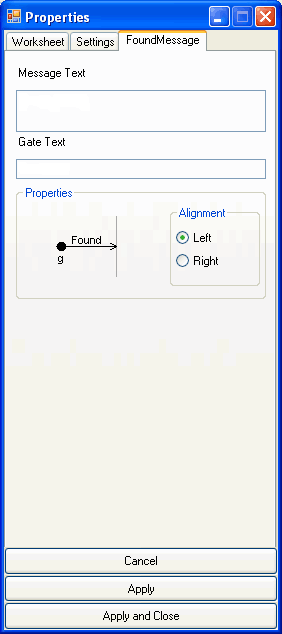 Properties
Worksheet Settings FoundMessage
Message Text
Gate Text
Properties
Alignment
Found
g
Left
Right
Cancel
Apply
Apply and Close